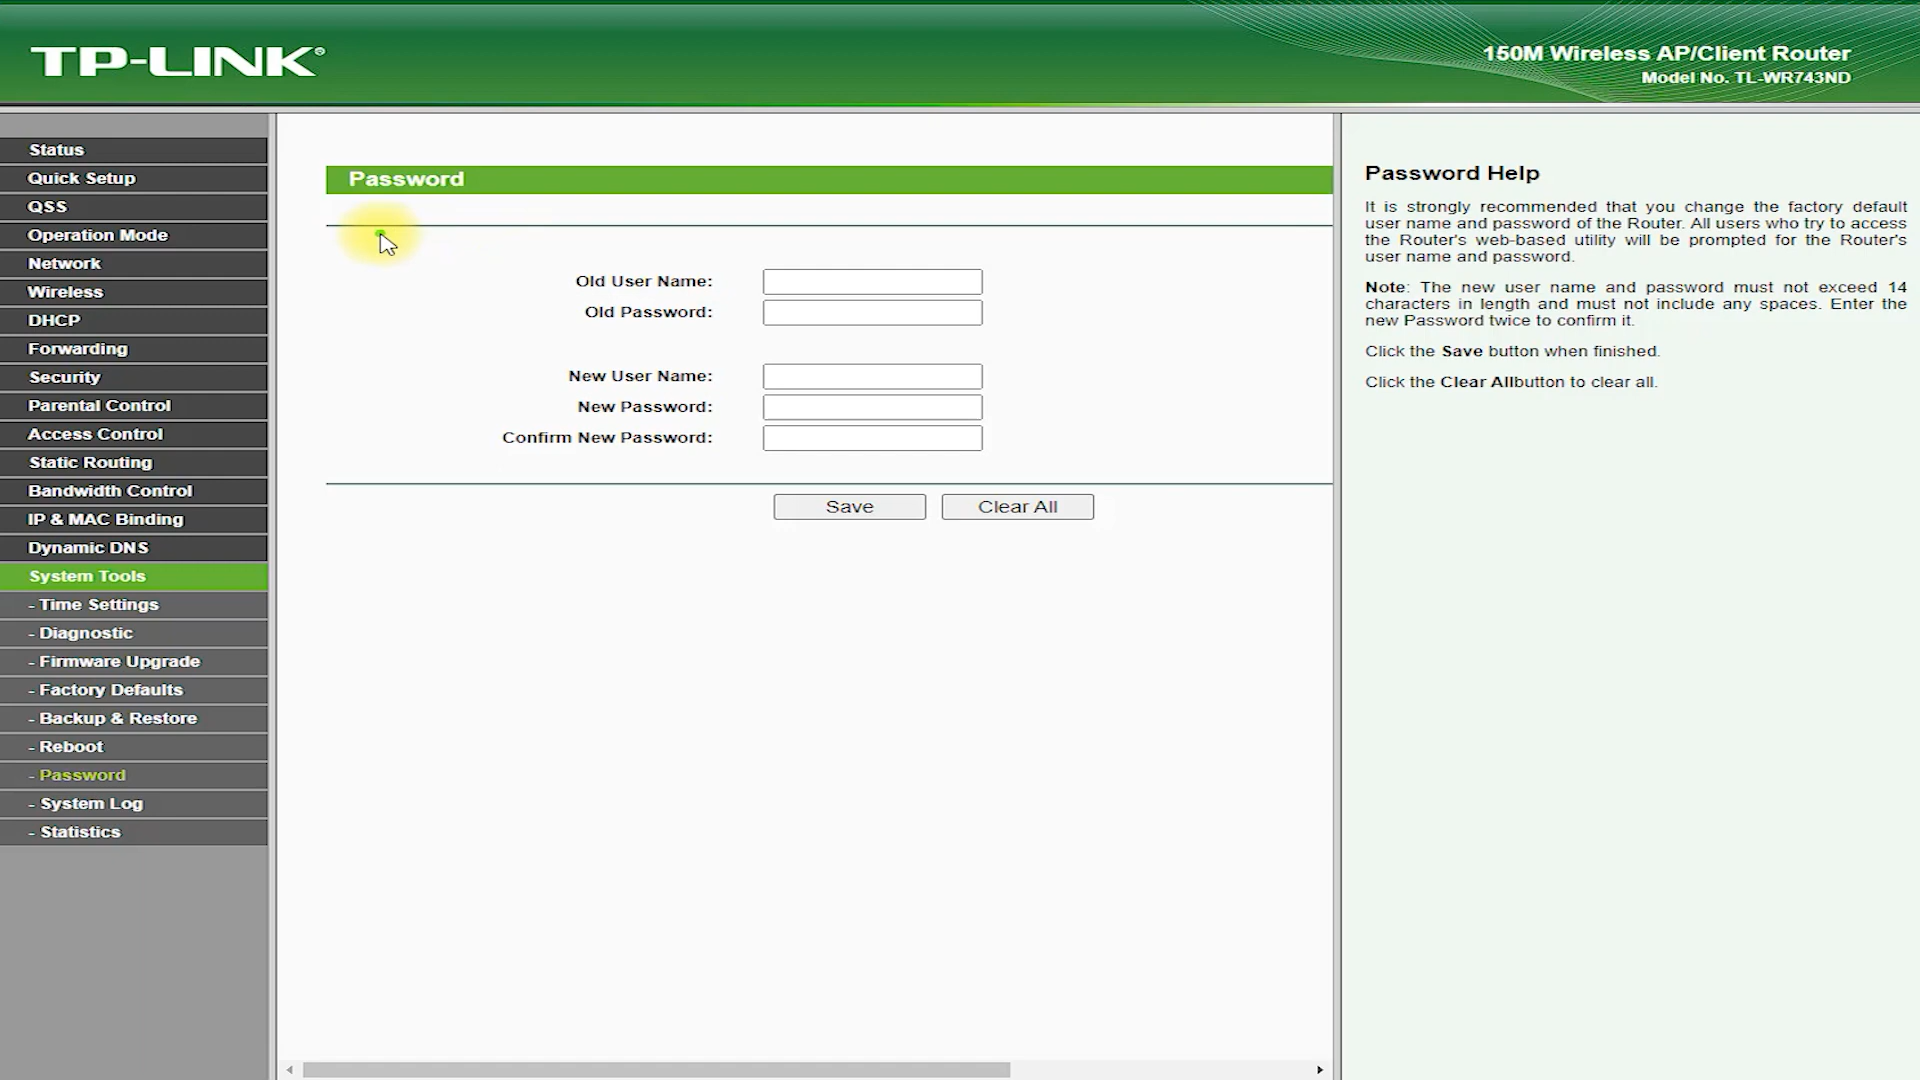 TP-LINK®
150M Wireless AP/Client Router
Model No. TL-WR743ND
Status
Quick Setup
QSS
Operation Mode
Network
Wireless
DHCP
Forwarding
Security
Parental Control
Access Control
Static Routing
Bandwidth Control
IP & MAC Binding
Dynamic DNS
System Tools
- Time Settings
- Diagnostic
- Firmware Upgrade
- Factory Defaults
- Backup & Restore
- Reboot
- Password
- System Log
- Statistics
Password
Old User Name:
Old Password:
New User Name:
New Password:
Confirm New Password:
Save Clear All
Password Help
It is strongly recommended that you change the factory default
user name and password of the Router. All users who try to access
the Router's web-based utility will be prompted for the Router's
user name and password.
Note: The new user name and password must not exceed 14
characters in length and must not include any spaces. Enter the
new Password twice to confirm it.
Click the Save button when finished.
Click the Clear Allbutton to clear all.